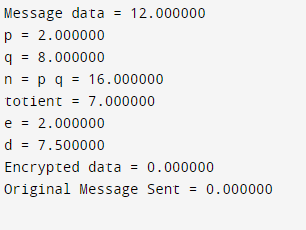 Message data = 12.000000
p = 2.000000
q = 8.000000
n = p q = 16.000000
totient = 7.000000
e = 2.000000
d = 7.500000
Encrypted data = 0.000000
Original Message Sent = 0.000000